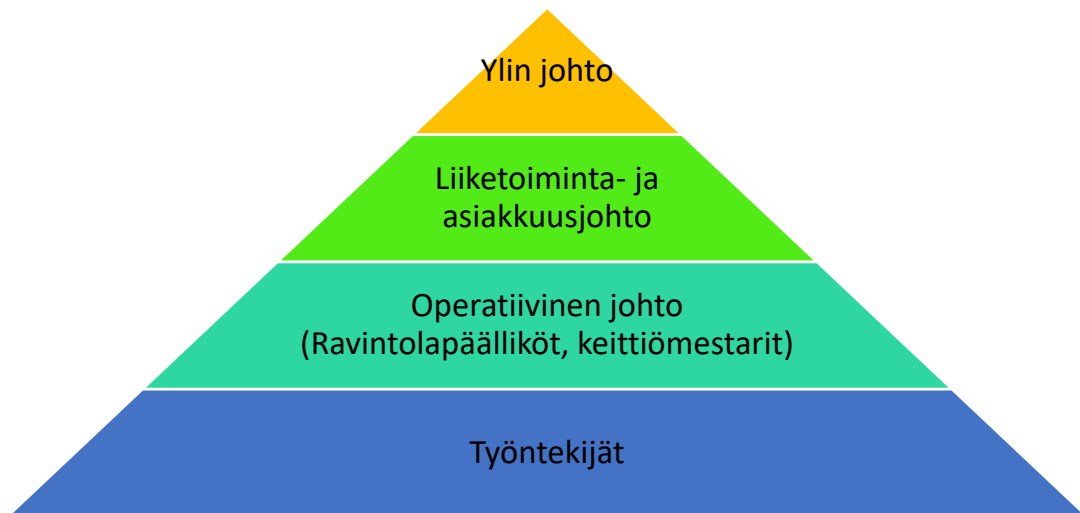 Ylin johto
Liiketoiminta- ja
asiakkuusjohto
Operatiivinen johto
(Ravintolapäälliköt, keittiömestarit)
Työntekijät